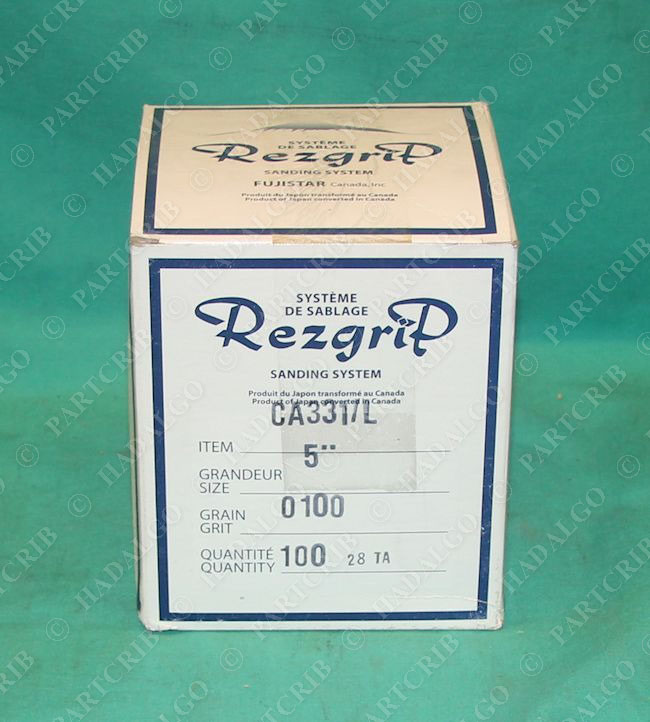 SYSTÈME
DE SABLAGE
Rezgrip
SANDING SYSTEM
FUJISTAR Canada, Inc
Produit du Japon transformé au Canada
Product of Japan converted in Canada
SYSTÈME
DE SABLAGE
Rezgrip
SANDING SYSTEM
Produit du Japon transformé au Canada
Product of Japan converted in Canada
CA331/L
ITEM
5"
GRANDEUR
SIZE
GRAIN 0100
GRIT
QUANTITÉ
QUANTITY 100 28 TA
© PARTCRIB
© HADALGO